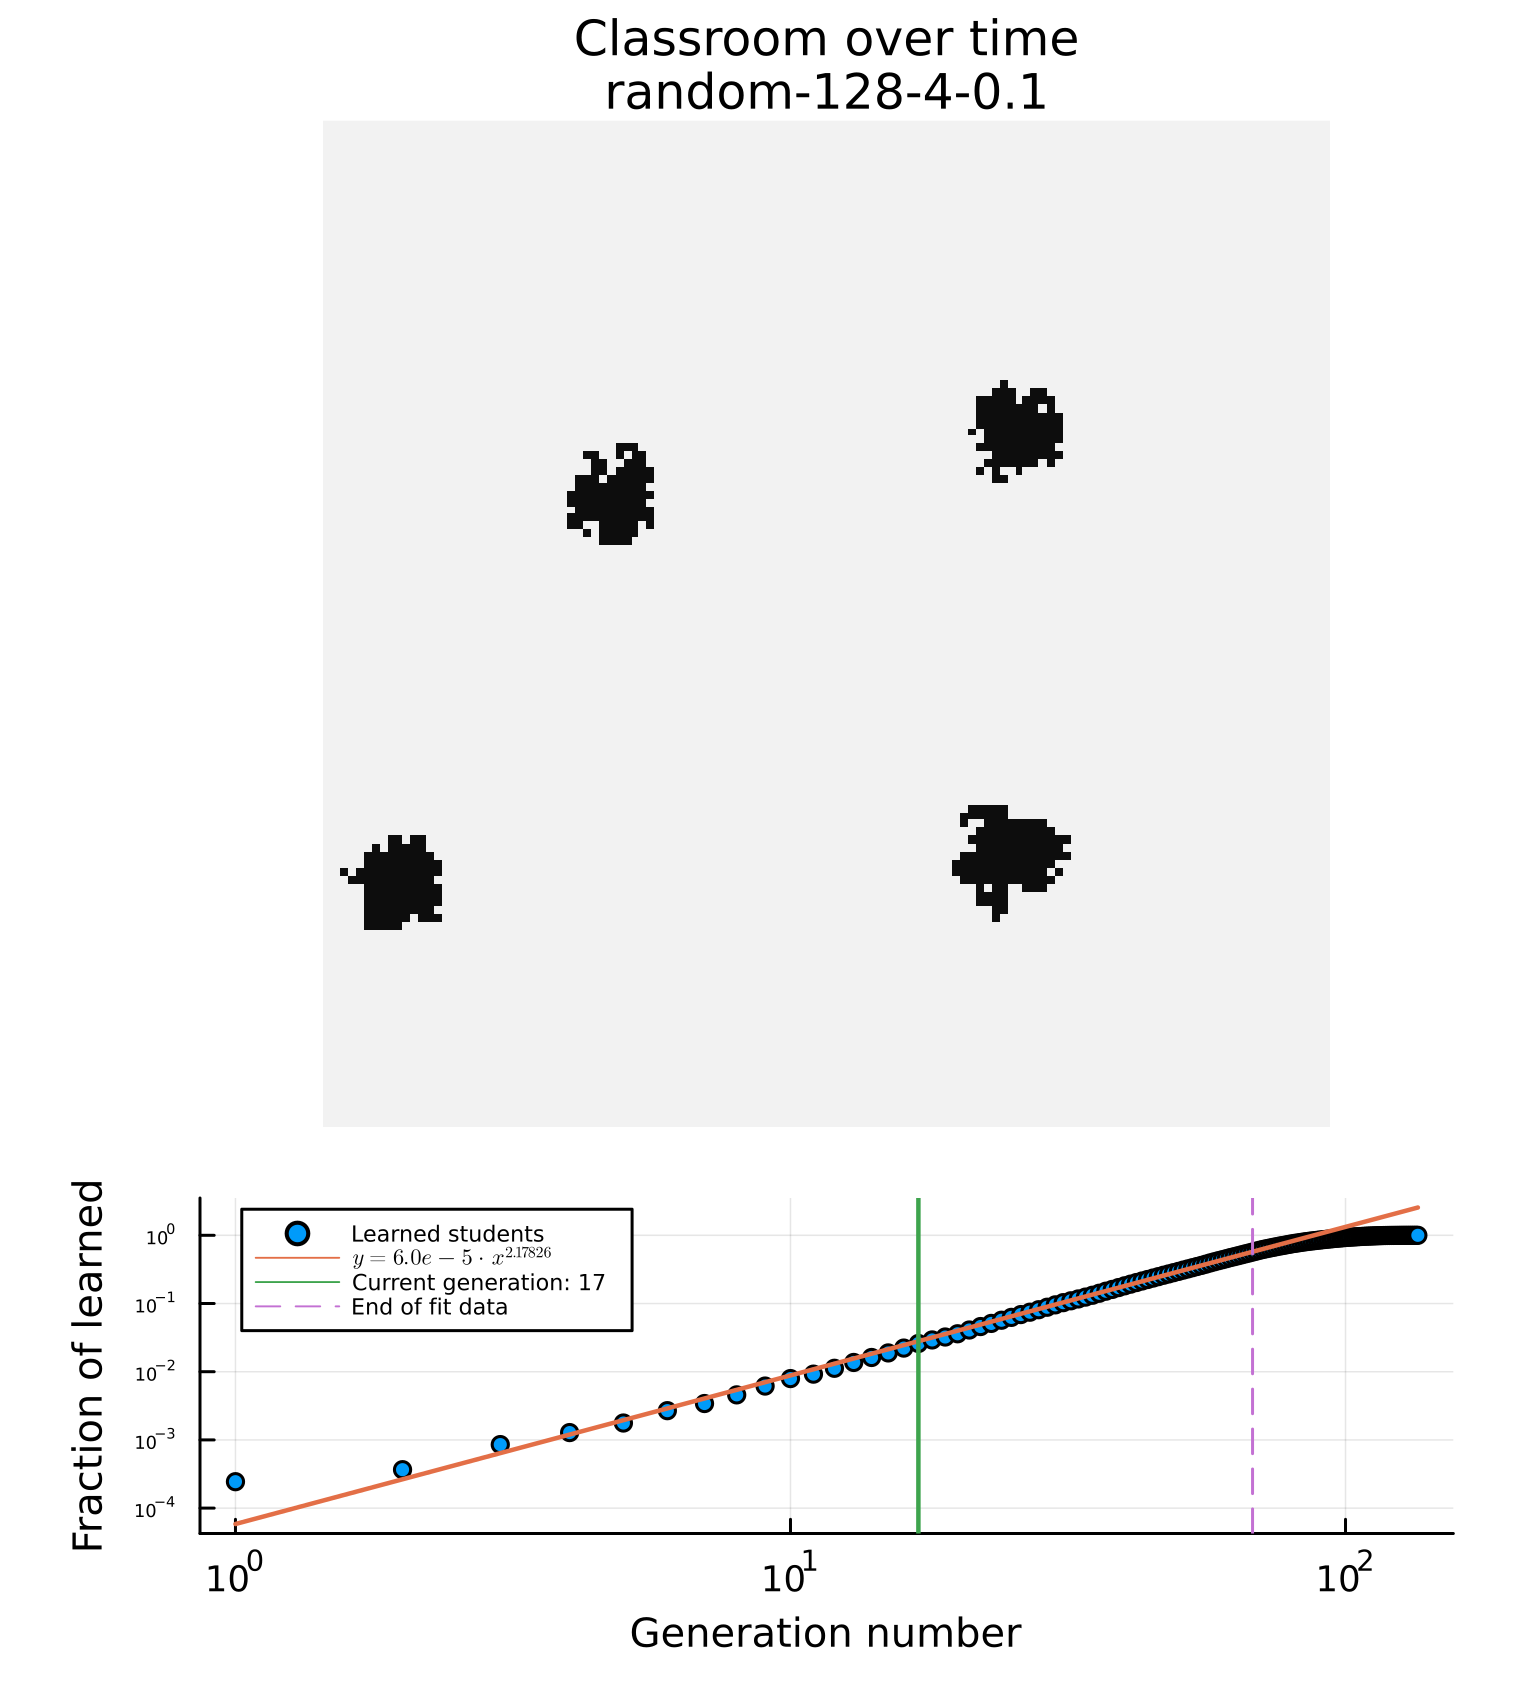 Classroom over time
random-128-4-0.1
Fraction of learned
10^0
10^−1
10^−2
10^−3
10^−4
Learned students
y = 6.0e − 5 · x^2.17826
Current generation: 17
End of fit data
10^0 10^1 10^2
Generation number